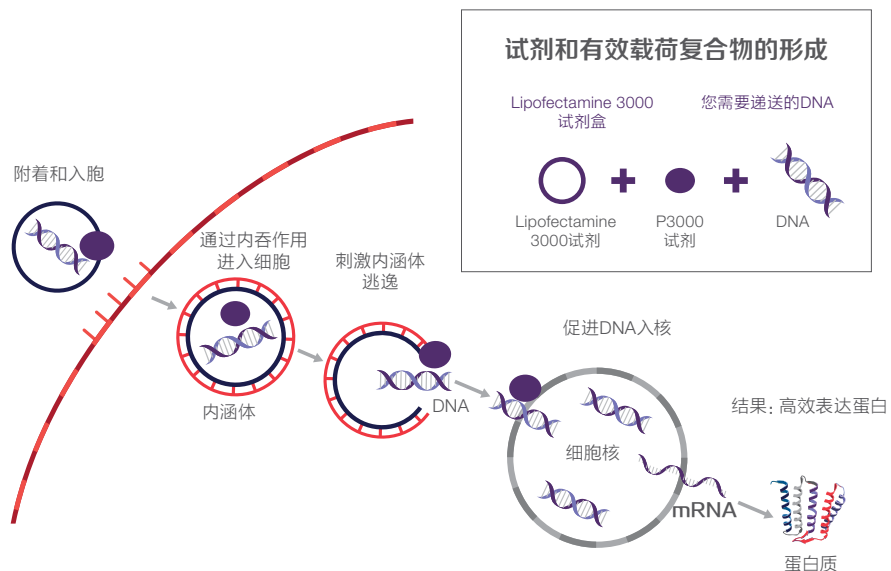 试剂和有效载荷复合物的形成
Lipofectamine 3000
试剂盒
您需要递送的DNA
Lipofectamine
3000试剂
P3000
试剂
DNA
附着和入胞
通过内吞作用
进入细胞
内涵体
刺激内涵体
逃逸
DNA
促进DNA入核
细胞核
mRNA
结果：高效表达蛋白
蛋白质